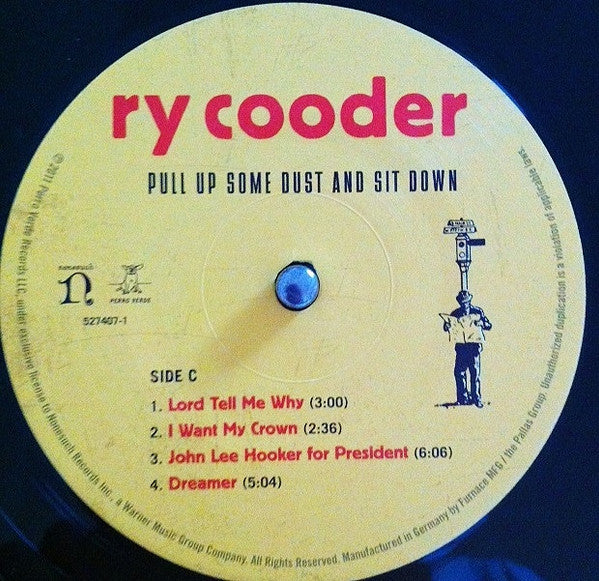 ry cooder
PULL UP SOME DUST AND SIT DOWN
nonesuch
PERRO VERDE
527407-1
SIDE C
1. Lord Tell Me Why (3:00)
2. I Want My Crown (2:36)
3. John Lee Hooker for President (6:06)
4. Dreamer (5:04)
℗ 2011 Perro Verde Records LLC, under exclusive license to Nonesuch Records Inc., a Warner Music Group Company. All Rights Reserved. Manufactured in Germany by Furnace MFG / the Pallas Group. Unauthorized duplication is a violation of applicable laws.